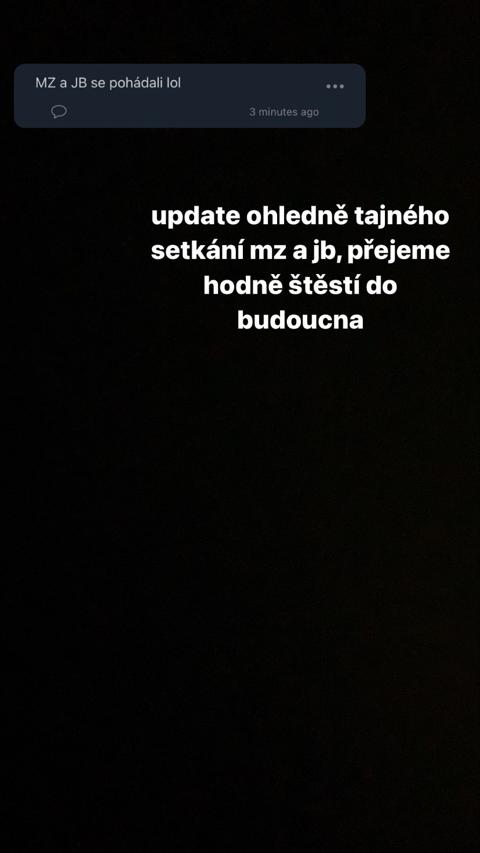 MZ a JB se pohádali lol
3 minutes ago
update ohledně tajného
setkání mz a jb, přejeme
hodně štěstí do
budoucna